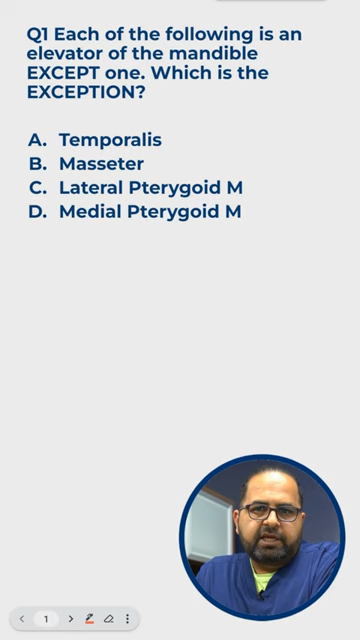 Q1 Each of the following is an
elevator of the mandible
EXCEPT one. Which is the
EXCEPTION?
A. Temporalis
B. Masseter
C. Lateral Pterygoid M
D. Medial Pterygoid M
1